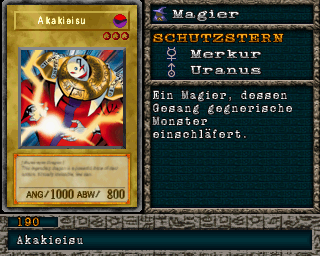 Akakieisu
ANG/ 1000 ABW/ 800
Magier
SCHUTZSTERN
Merkur
Uranus
Ein Magier, dessen
Gesang gegnerische
Monster
einschläfert.
190
Akakieisu